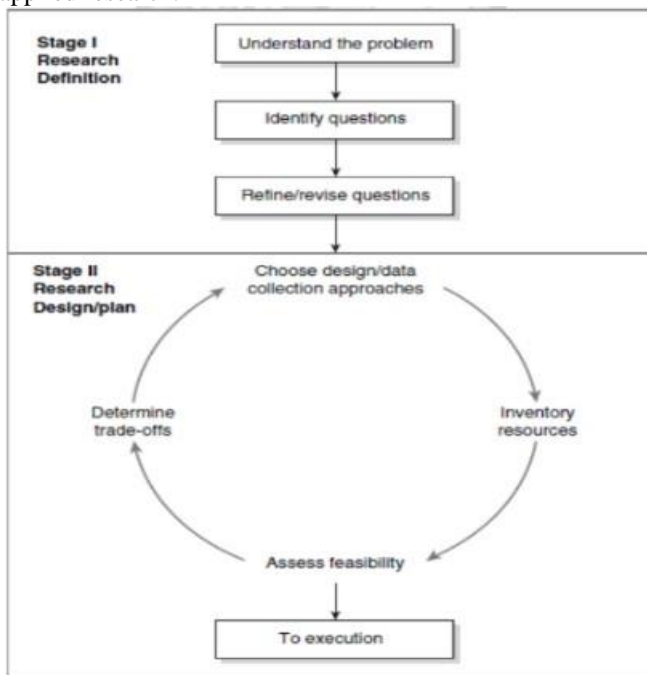 Stage I
Research
Definition
Understand the problem
Identify questions
Refine/revise questions
Stage II
Research
Design/plan
Choose design/data
collection approaches
Determine
trade-offs
Inventory
resources
Assess feasibility
To execution